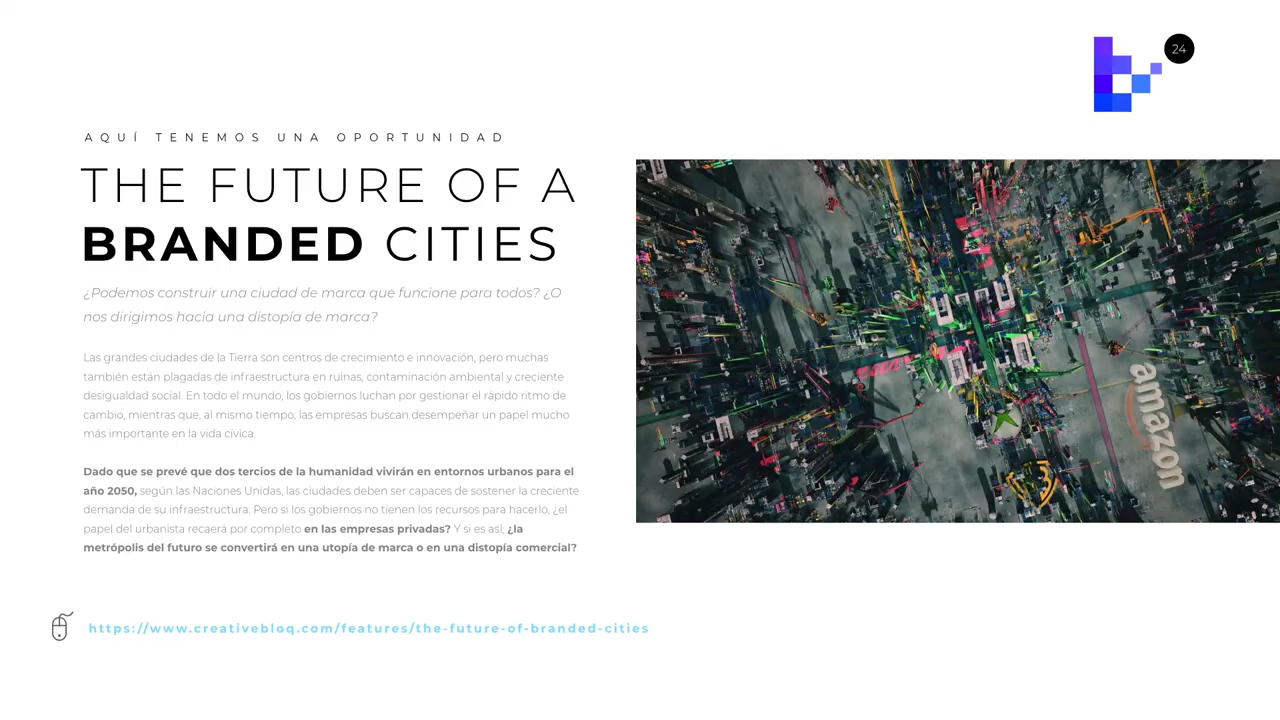 24
AQUÍ TENEMOS UNA OPORTUNIDAD
THE FUTURE OF A
BRANDED CITIES
¿Podemos construir una ciudad de marca que funcione para todos? ¿O
nos dirigimos hacia una distopía de marca?
Las grandes ciudades de la Tierra son centros de crecimiento e innovación, pero muchas
también están plagadas de infraestructura en ruinas, contaminación ambiental y creciente
desigualdad social. En todo el mundo, los gobiernos luchan por gestionar el rápido ritmo de
cambio, mientras que, al mismo tiempo, las empresas buscan desempeñar un papel mucho
más importante en la vida cívica.
Dado que se prevé que dos tercios de la humanidad vivirán en entornos urbanos para el
año 2050, según las Naciones Unidas, las ciudades deben ser capaces de sostener la creciente
demanda de su infraestructura. Pero si los gobiernos no tienen los recursos para hacerlo, ¿el
papel del urbanista recaerá por completo en las empresas privadas? Y si es así, ¿la
metrópolis del futuro se convertirá en una utopía de marca o en una distopía comercial?
amazon
https://www.creativebloq.com/features/the-future-of-branded-cities